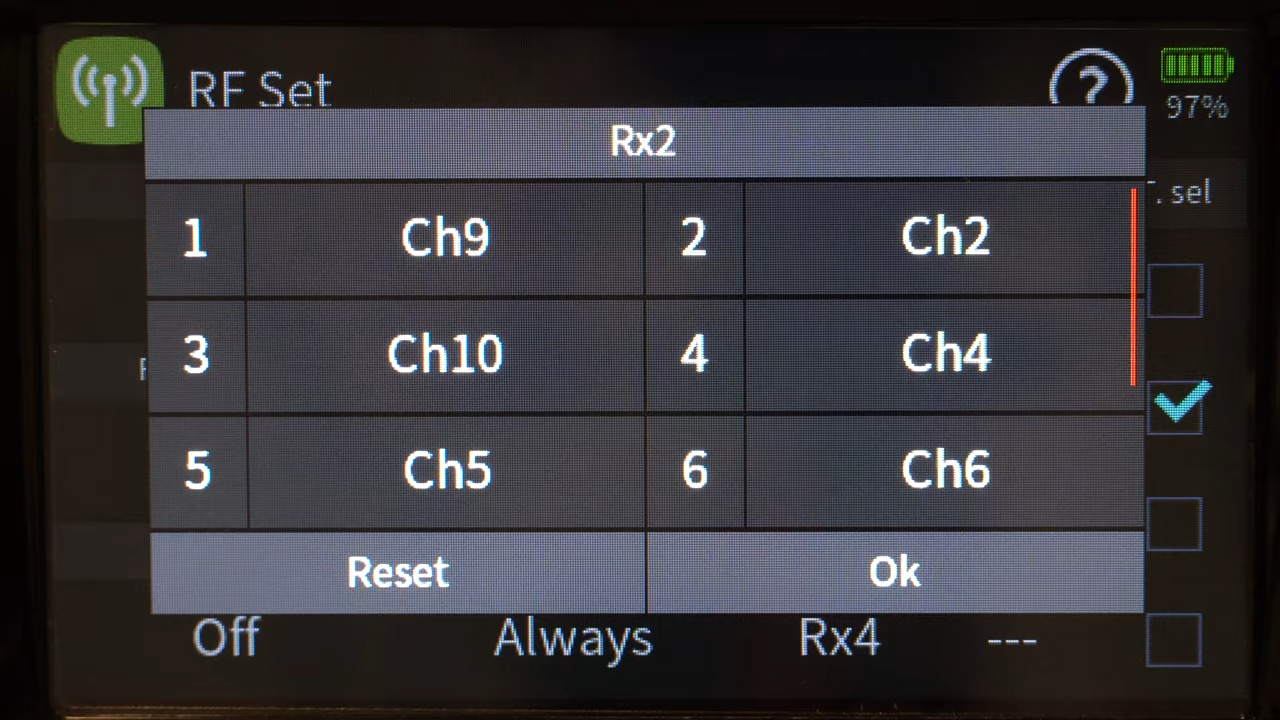 RF Set
?
97%
Rx2
1 Ch9 2 Ch2
T. sel
3 Ch10 4 Ch4
5 Ch5 6 Ch6
Reset Ok
Off Always Rx4 ---